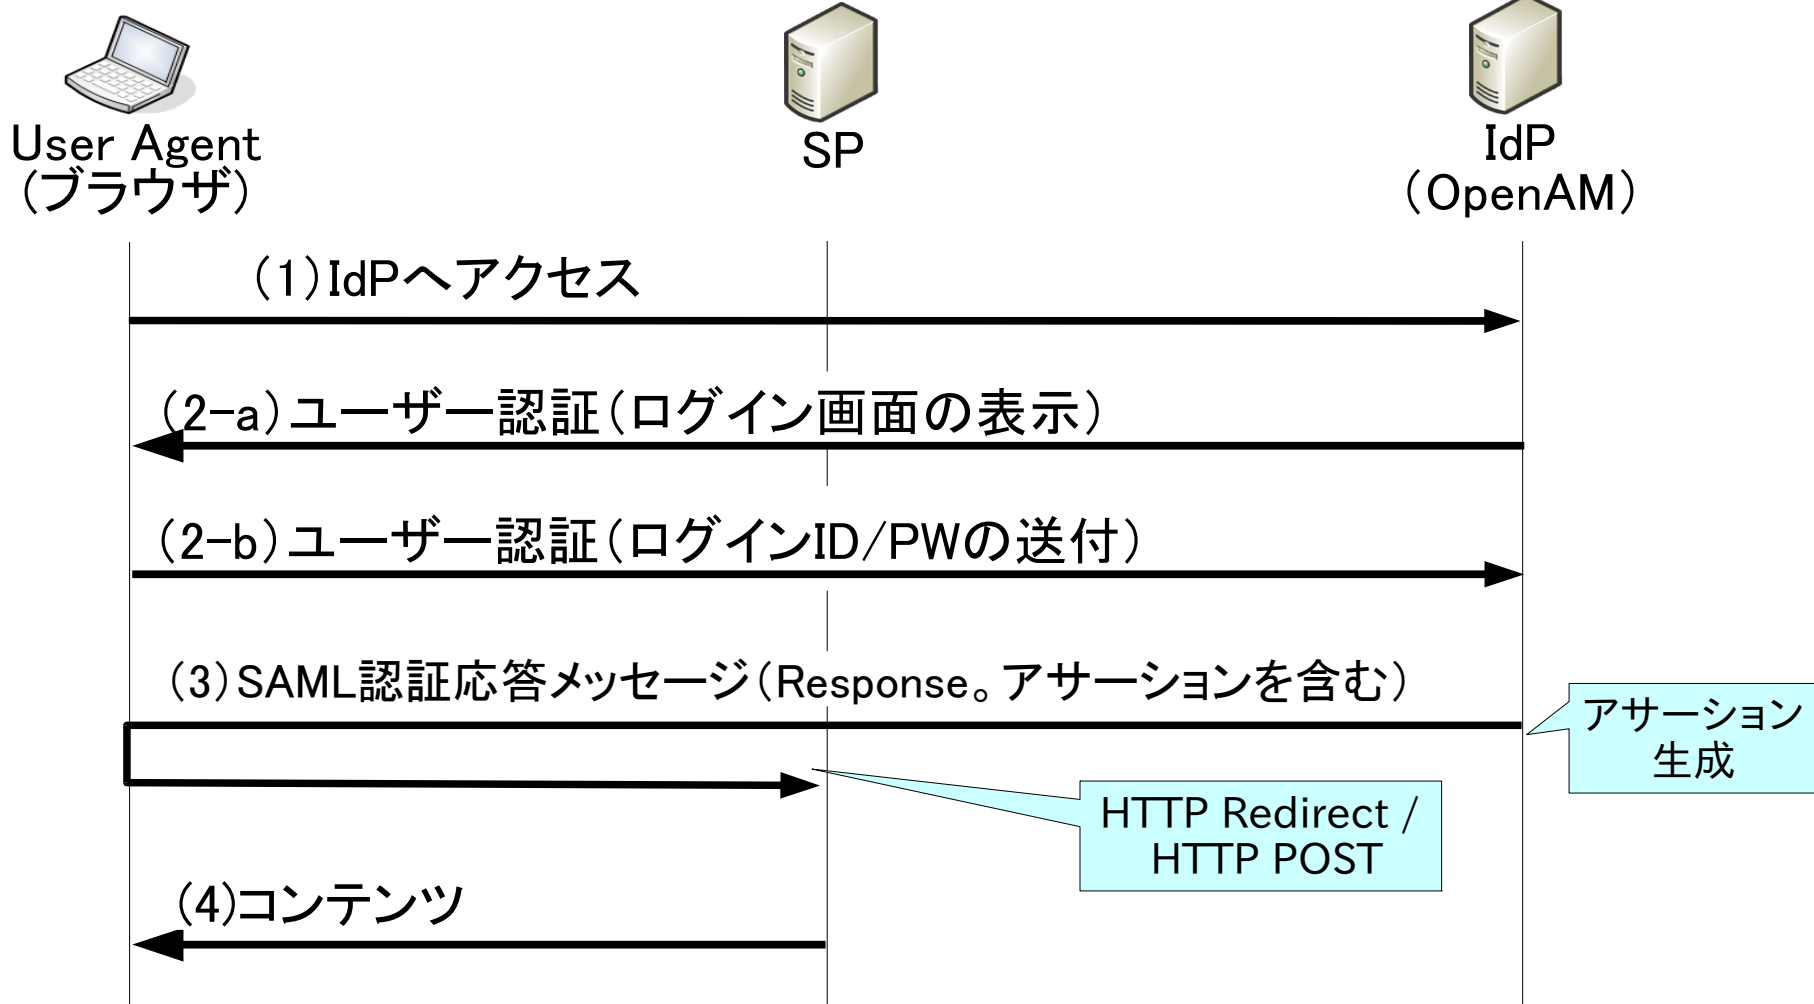 User Agent
(ブラウザ)
SP
IdP
(OpenAM)
(1)IdPへアクセス
(2-a)ユーザー認証(ログイン画面の表示)
(2-b)ユーザー認証(ログインID/PWの送付)
(3)SAML認証応答メッセージ(Response。アサーションを含む)
アサーション
生成
HTTP Redirect /
HTTP POST
(4)コンテンツ